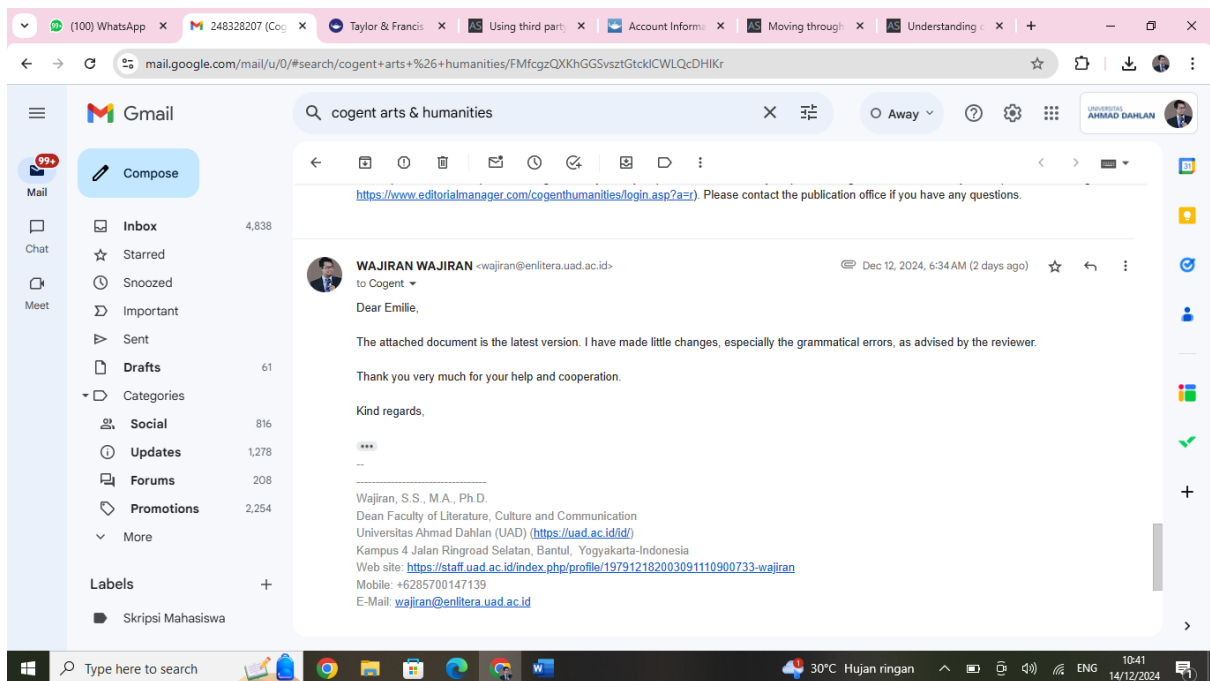 (100) WhatsApp
248328207 (Cog
Taylor & Francis
AS Using third party
Account Informa
AS Moving through
AS Understanding c
mail.google.com/mail/u/0/#search/cogent+arts+%26+humanities/FMfcgzQXKhGGSvsztGtckICWLQcDHIKr
Gmail
cogent arts & humanities
Away
UNIVERSITAS
AHMAD DAHLAN
99+
Mail
Chat
Meet
Compose
Inbox 4,838
Starred
Snoozed
Important
Sent
Drafts 61
Categories
Social 816
Updates 1,278
Forums 208
Promotions 2,254
More
Labels
Skripsi Mahasiswa
https://www.editorialmanager.com/cogenthumanities/login.asp?a=r). Please contact the publication office if you have any questions.
WAJIRAN WAJIRAN <wajiran@enlitera.uad.ac.id> Dec 12, 2024, 6:34 AM (2 days ago)
to Cogent
Dear Emilie,
The attached document is the latest version. I have made little changes, especially the grammatical errors, as advised by the reviewer.
Thank you very much for your help and cooperation.
Kind regards,
--
-----------------------------------
Wajiran, S.S., M.A., Ph.D.
Dean Faculty of Literature, Culture and Communication
Universitas Ahmad Dahlan (UAD) (https://uad.ac.id/id/)
Kampus 4 Jalan Ringroad Selatan, Bantul, Yogyakarta-Indonesia
Web site: https://staff.uad.ac.id/index.php/profile/197912182003091110900733-wajiran
Mobile: +6285700147139
E-Mail: wajiran@enlitera.uad.ac.id
31
Type here to search
30°C Hujan ringan
ENG
10:41
14/12/2024